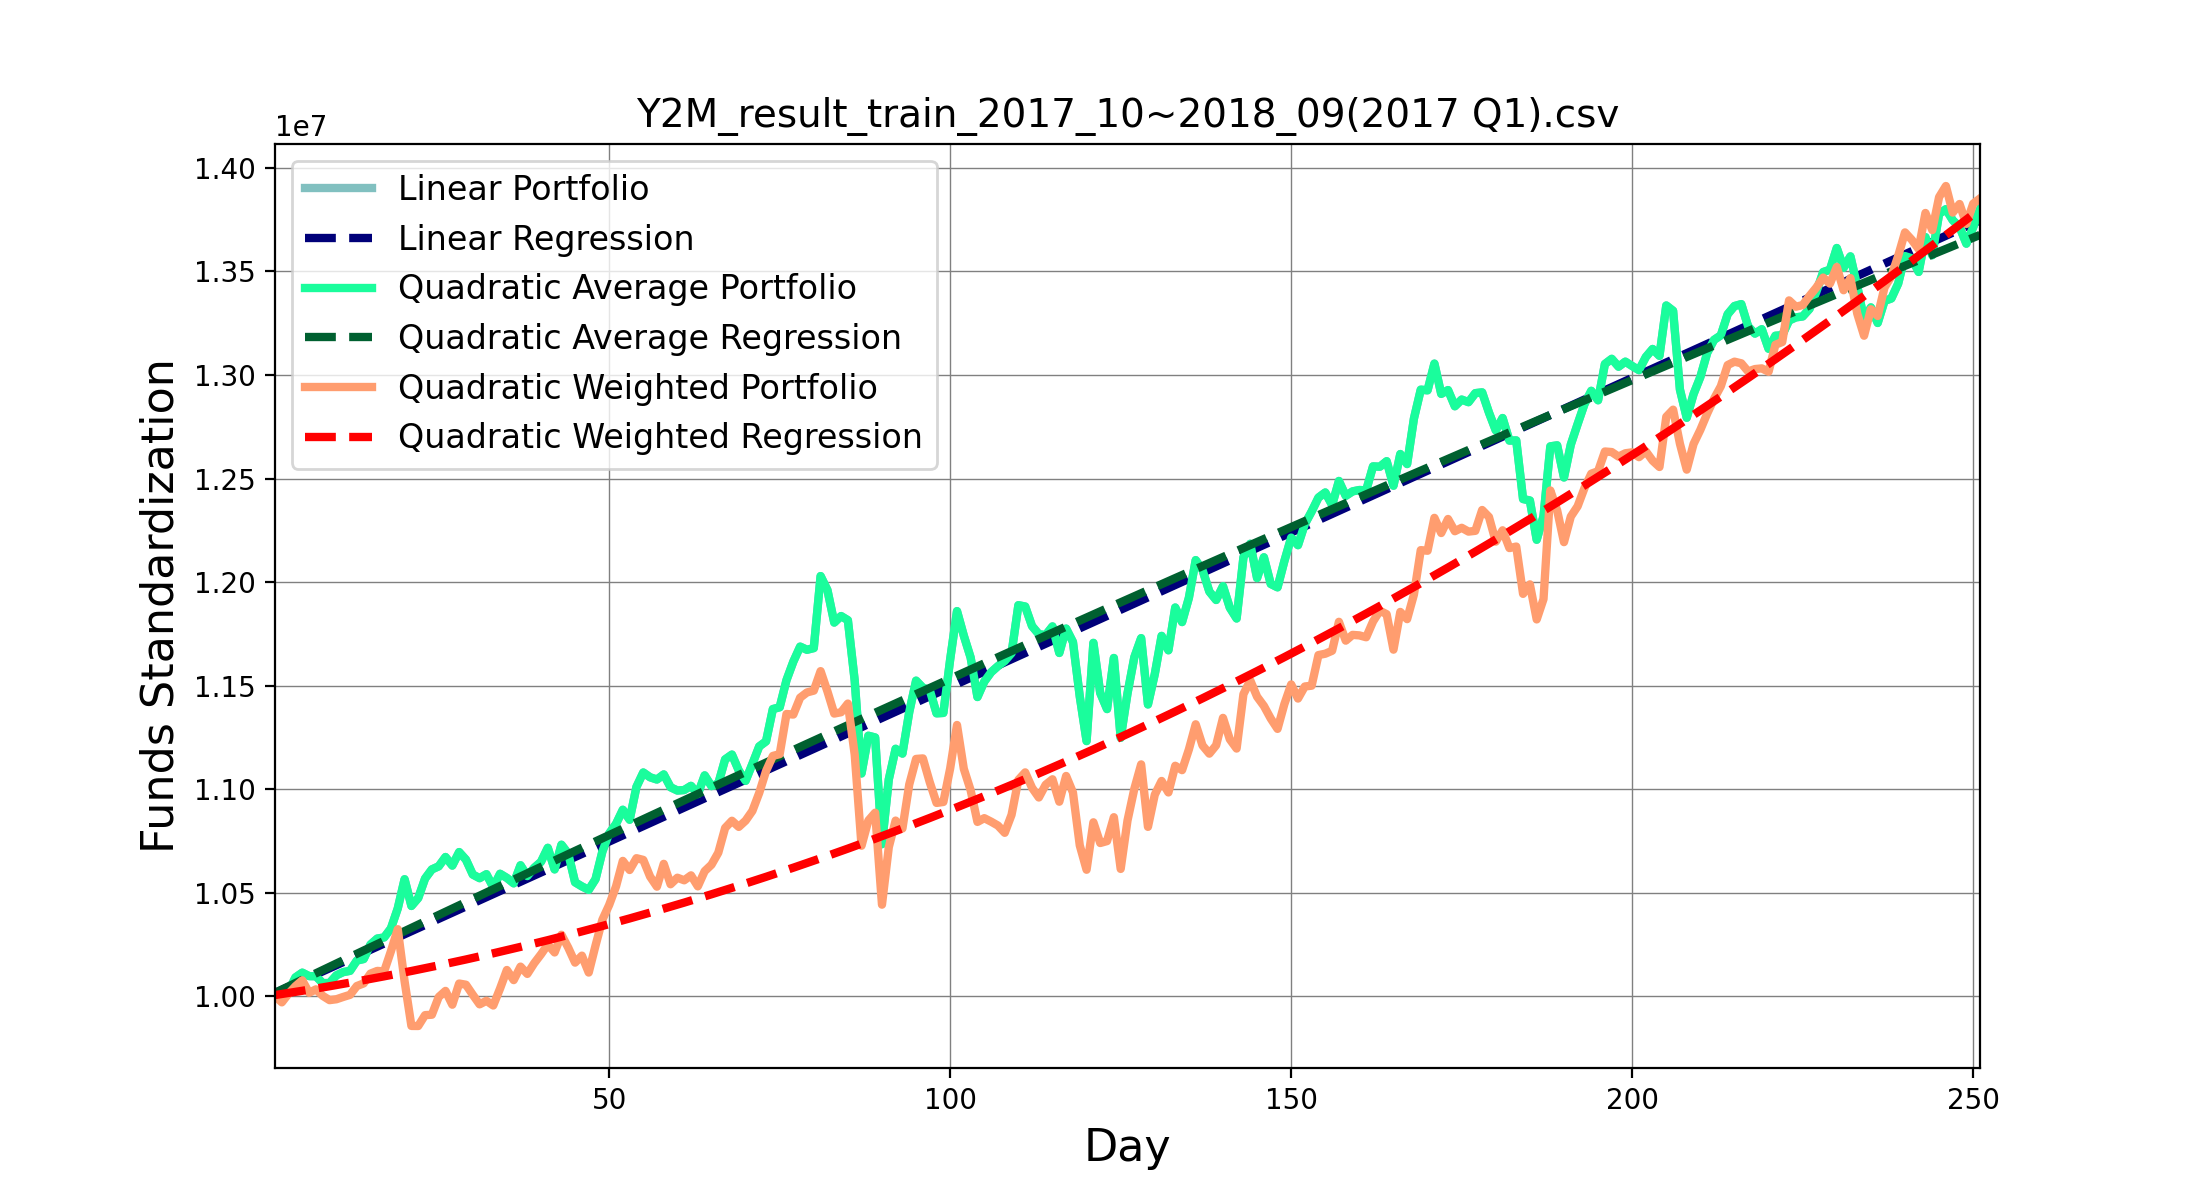 Y2M_result_train_2017_10~2018_09(2017 Q1).csv
1e7
1.40
1.35
1.30
1.25
1.20
1.15
1.10
1.05
1.00
Funds Standardization
Linear Portfolio
Linear Regression
Quadratic Average Portfolio
Quadratic Average Regression
Quadratic Weighted Portfolio
Quadratic Weighted Regression
50 100 150 200 250
Day